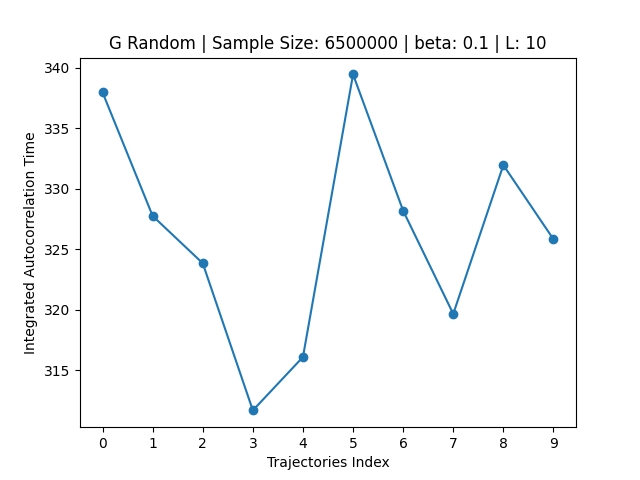 G Random | Sample Size: 6500000 | beta: 0.1 | L: 10
340
335
330
325
320
315
Integrated Autocorrelation Time
0 1 2 3 4 5 6 7 8 9
Trajectories Index